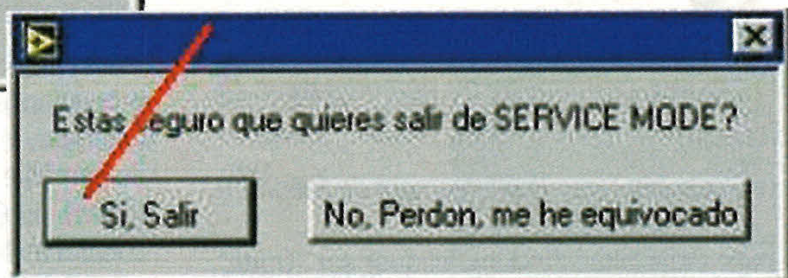 Estas seguro que quieres salir de SERVICE MODE?
Si, Salir
No, Perdon, me he equivocado